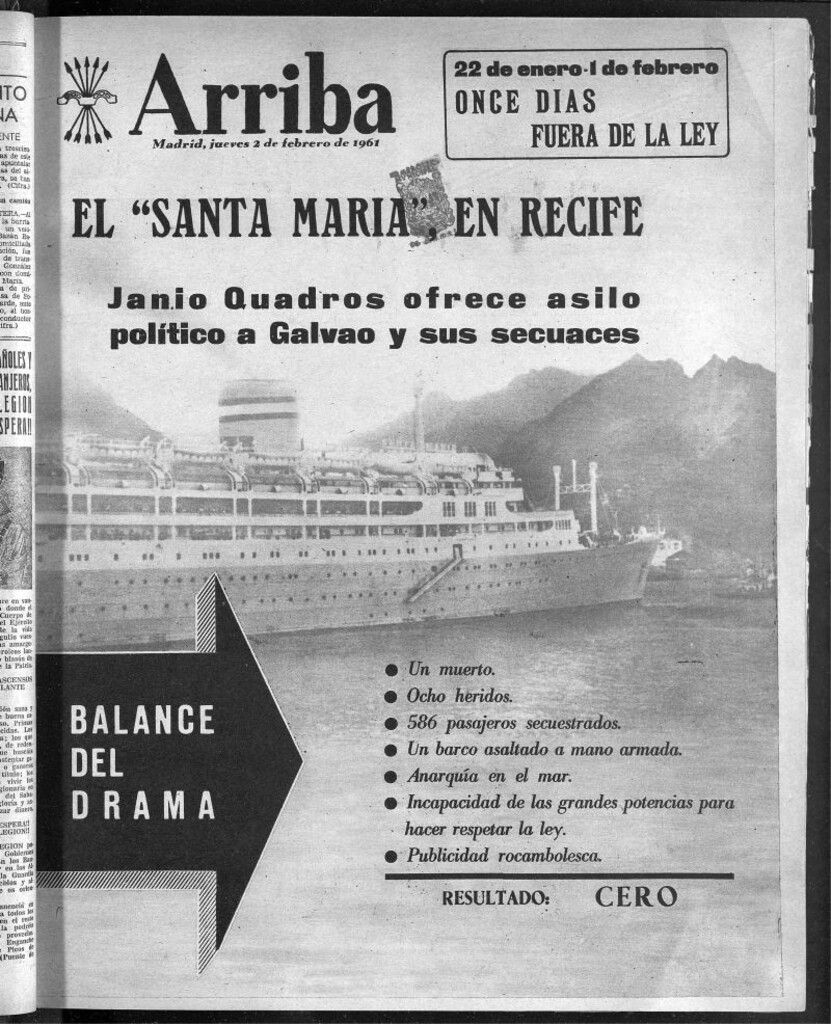 Arriba
Madrid, jueves 2 de febrero de 1961
22 de enero-1 de febrero
ONCE DIAS
FUERA DE LA LEY
EL “SANTA MARIA”, EN RECIFE
Janio Quadros ofrece asilo
político a Galvao y sus secuaces
BALANCE
DEL
DRAMA
● Un muerto.
● Ocho heridos.
● 586 pasajeros secuestrados.
● Un barco asaltado a mano armada.
● Anarquía en el mar.
● Incapacidad de las grandes potencias para
hacer respetar la ley.
● Publicidad rocambolesca.
RESULTADO: CERO